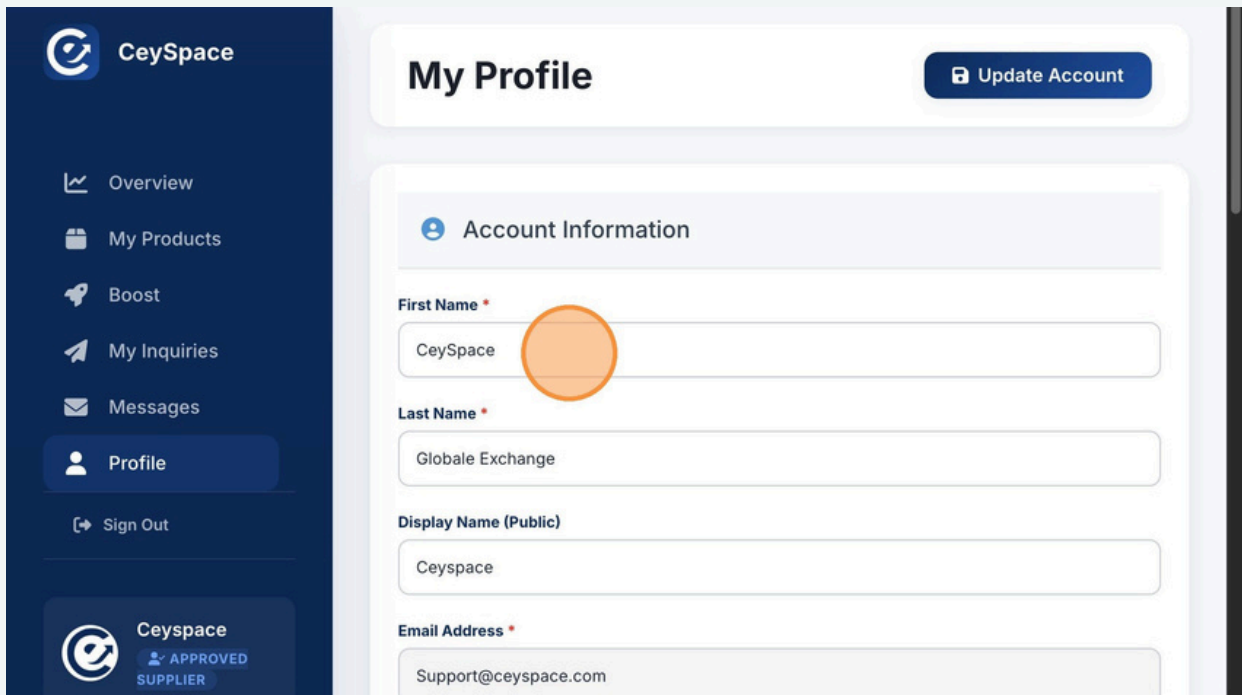 CeySpace
Overview
My Products
Boost
My Inquiries
Messages
Profile
Sign Out
Ceyspace
APPROVED
SUPPLIER
My Profile
Update Account
Account Information
First Name *
CeySpace
Last Name *
Globale Exchange
Display Name (Public)
Ceyspace
Email Address *
Support@ceyspace.com